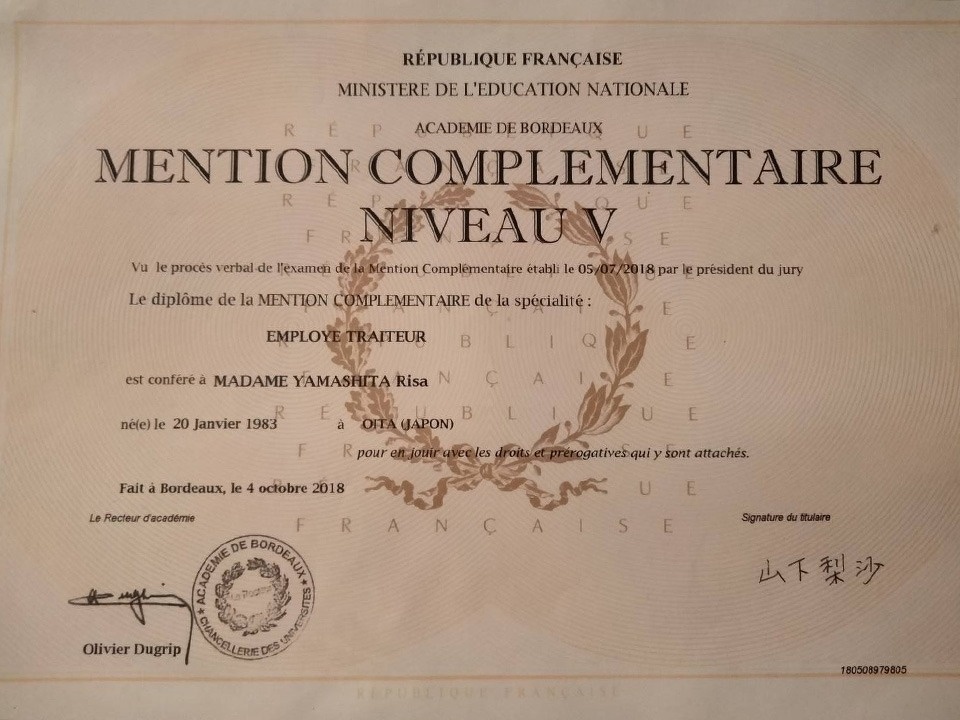 RÉPUBLIQUE FRANÇAISE
MINISTERE DE L'EDUCATION NATIONALE
ACADEMIE DE BORDEAUX
MENTION COMPLEMENTAIRE
NIVEAU V
Vu le procès verbal de l'examen de la Mention Complémentaire établi le 05/07/2018 par le président du jury
Le diplôme de la MENTION COMPLEMENTAIRE de la spécialité :
EMPLOYE TRAITEUR
est conféré à MADAME YAMASHITA Risa
né(e) le 20 Janvier 1983 à OITA (JAPON)
pour en jouir avec les droits et prérogatives qui y sont attachés.
Fait à Bordeaux, le 4 octobre 2018
Le Recteur d'académie Signature du titulaire
ACADEMIE DE BORDEAUX
CHANCELLERIE DES UNIVERSITES
山下梨沙
Olivier Dugrip
180508979805
RÉPUBLIQUE FRANÇAISE